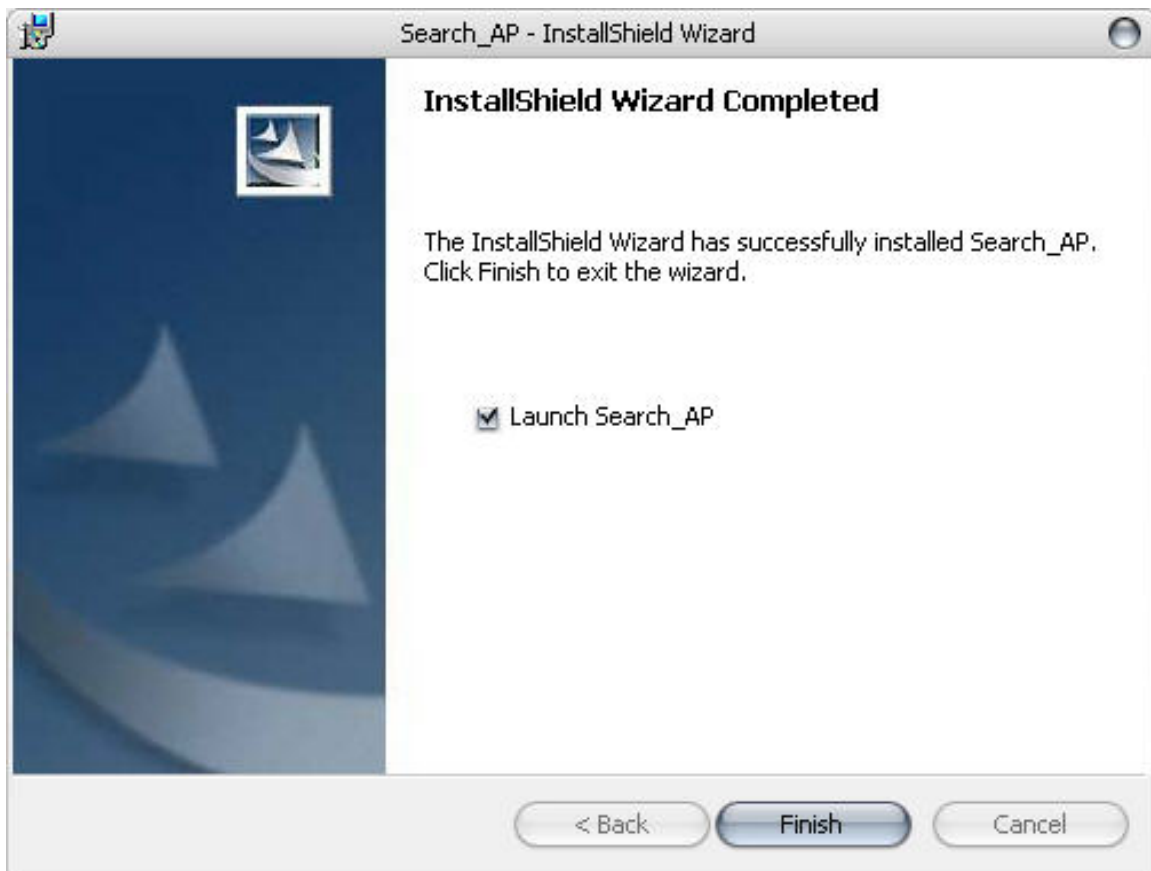 Search_AP - InstallShield Wizard
InstallShield Wizard Completed
The InstallShield Wizard has successfully installed Search_AP.
Click Finish to exit the wizard.
Launch Search_AP
< Back
Finish
Cancel